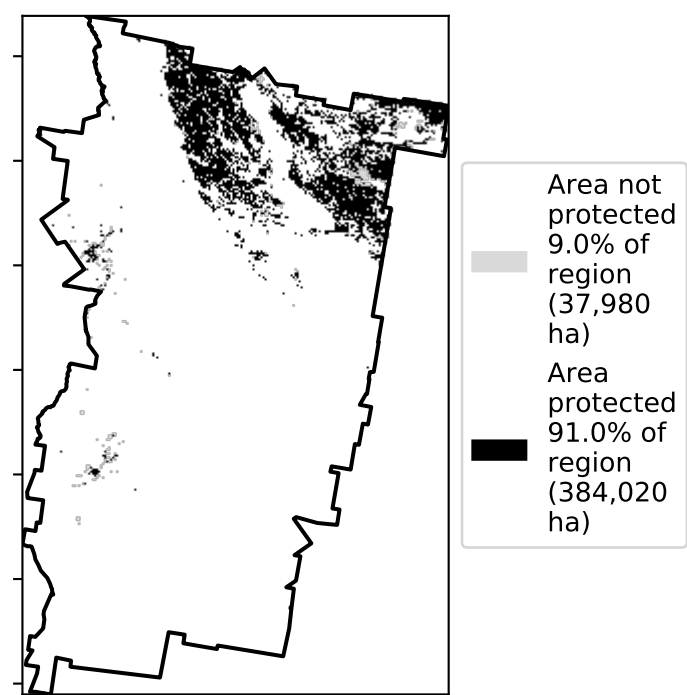 Area not
protected
9.0% of
region
(37,980
ha)
Area
protected
91.0% of
region
(384,020
ha)